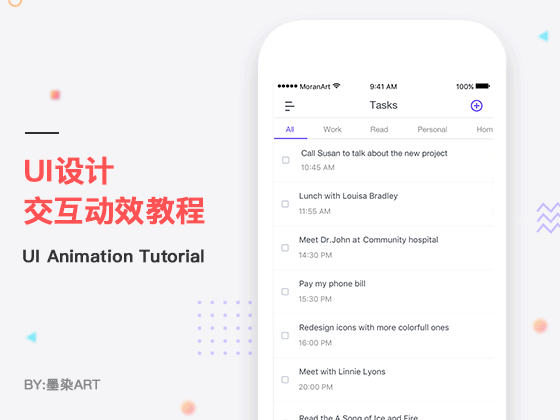 UI设计
交互动效教程
UI Animation Tutorial
BY:墨染ART
MoranArt 9:41 AM 100%
Tasks
All Work Read Personal Hom
Call Susan to talk about the new project
10:45 AM
Lunch with Louisa Bradley
11:55 AM
Meet Dr.John at Community hospital
14:30 PM
Pay my phone bill
15:30 PM
Redesign icons with more colorfull ones
16:00 PM
Meet with Linnie Lyons
20:00 PM
Read the A Song of Ice and Fire